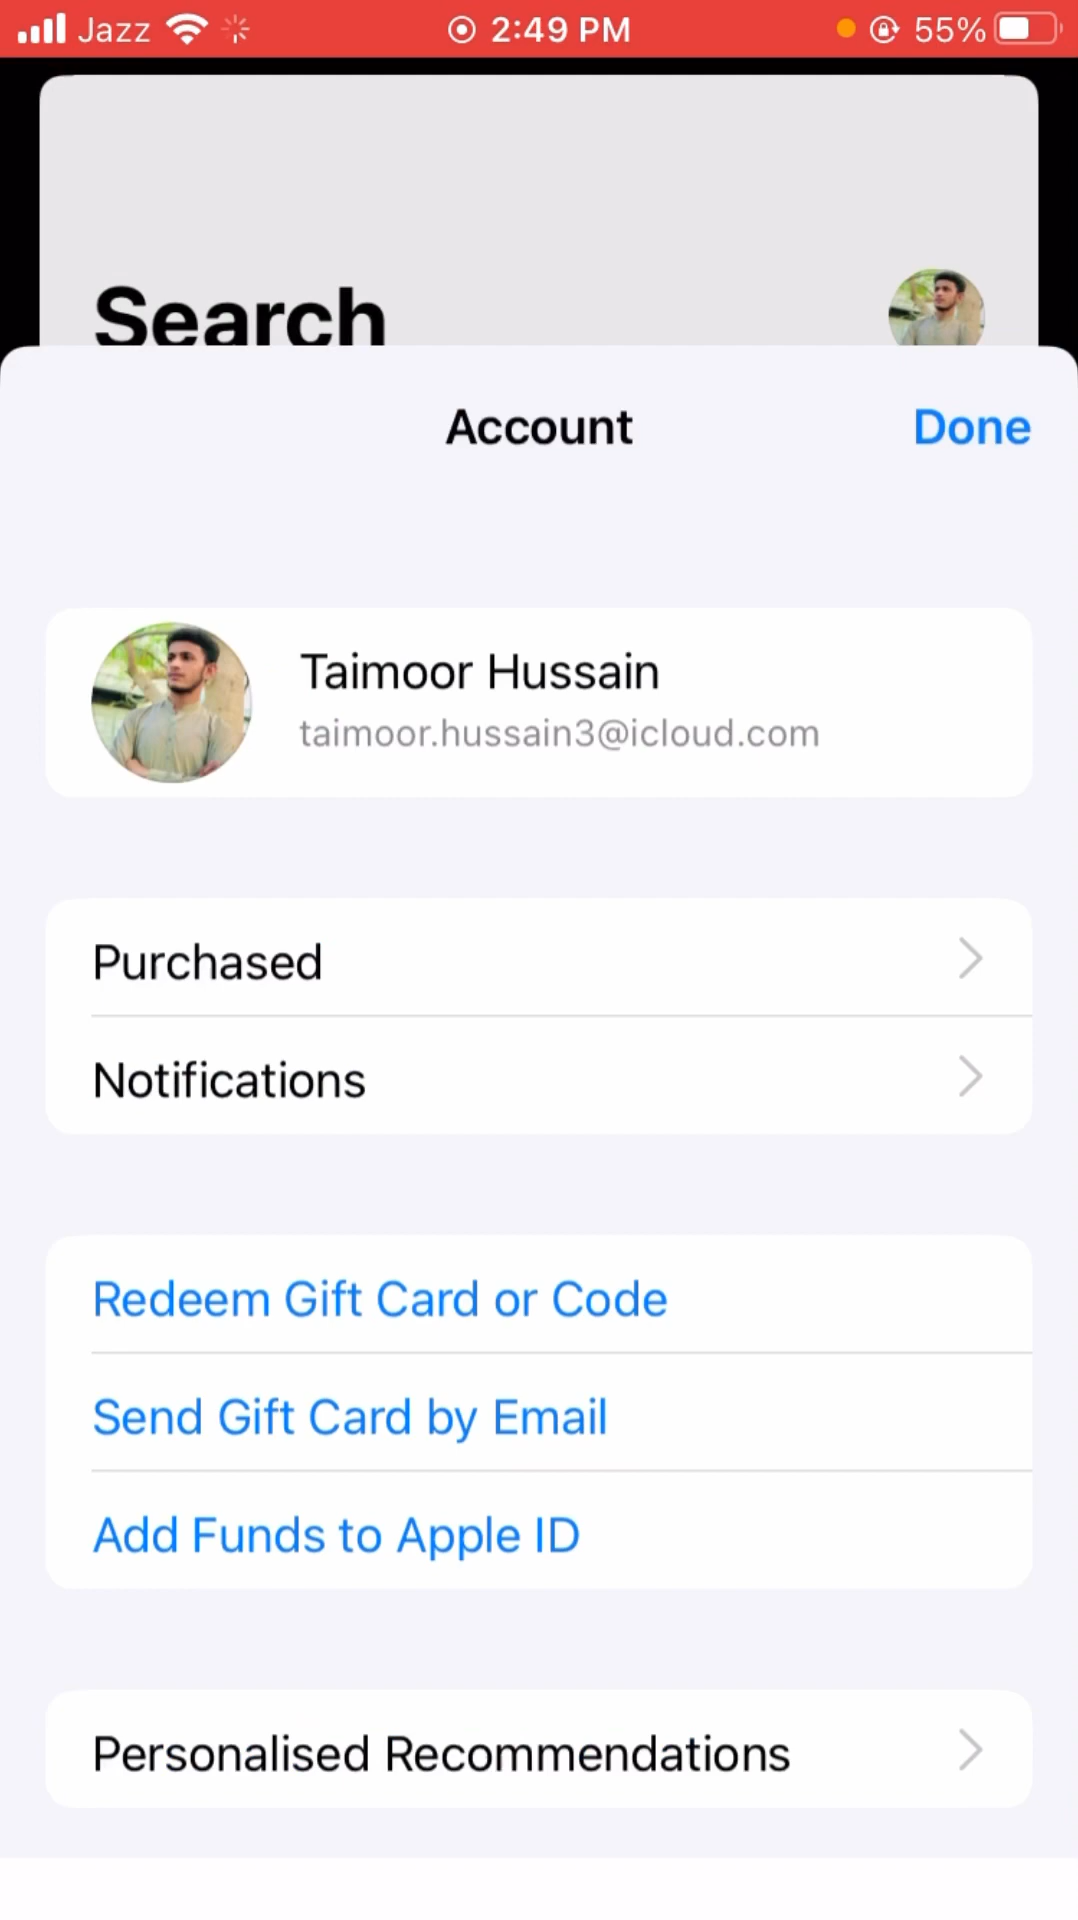 Jazz 2:49 PM 55%
Search
Account Done
Taimoor Hussain
taimoor.hussain3@icloud.com
Purchased
Notifications
Redeem Gift Card or Code
Send Gift Card by Email
Add Funds to Apple ID
Personalised Recommendations